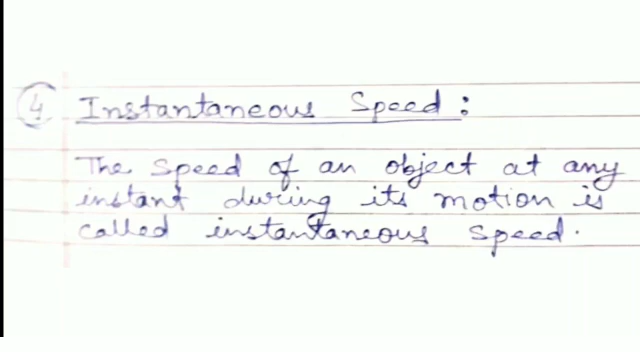 4 Instantaneous Speed :
The speed of an object at any
instant during its motion is
called instantaneous speed.